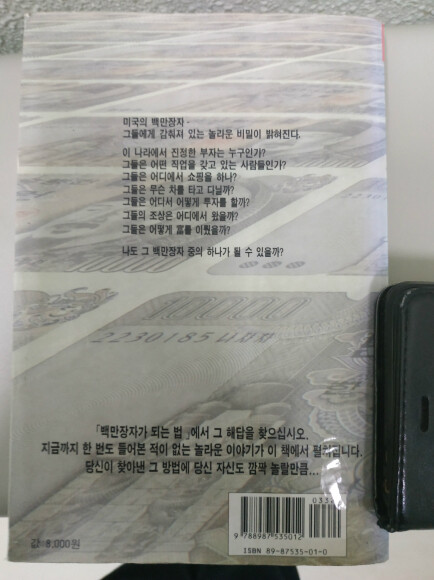 미국의 백만장자 ·
그들에게 감춰져 있는 놀라운 비밀이 밝혀진다.
이 나라에서 진정한 부자는 누구인가?
그들은 어떤 직업을 갖고 있는 사람들인가?
그들은 어디에서 쇼핑을 하나?
그들은 무슨 차를 타고 다닐까?
그들은 어디서 어떻게 투자를 할까?
그들의 조상은 어디에서 왔을까?
그들은 어떻게 富를 이뤘을까?
나도 그 백만장자 중의 하나가 될 수 있을까?
10000
2230185
「백만장자가 되는 법」에서 그 해답을 찾으십시오.
지금까지 한 번도 들어본 적이 없는 놀라운 이야기가 이 책에서 펼쳐집니다.
당신이 찾아낸 그 방법에 당신 자신도 깜짝 놀랄만큼...
9 788987 535012
ISBN 89-87535-01-0
값 8,000원